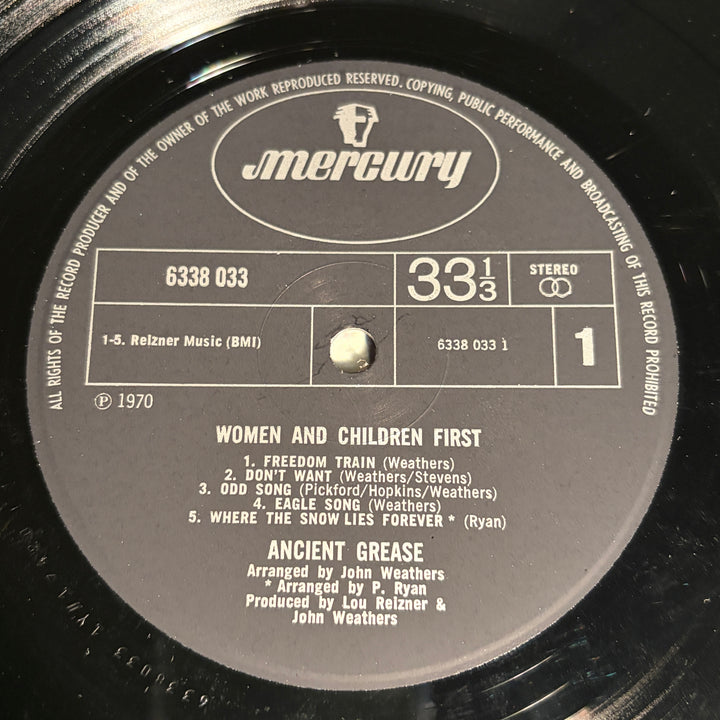 ALL RIGHTS OF THE RECORD PRODUCER AND OF THE OWNER OF THE WORK REPRODUCED RESERVED. COPYING, PUBLIC PERFORMANCE AND BROADCASTING OF THIS RECORD PROHIBITED
mercury
6338 033
33⅓
STEREO
1-5. Reizner Music (BMI)
6338 033 1
1
Ⓟ 1970
WOMEN AND CHILDREN FIRST
1. FREEDOM TRAIN (Weathers)
2. DON'T WANT (Weathers/Stevens)
3. ODD SONG (Pickford/Hopkins/Weathers)
4. EAGLE SONG (Weathers)
5. WHERE THE SNOW LIES FOREVER * (Ryan)
ANCIENT GREASE
Arranged by John Weathers
* Arranged by P. Ryan
Produced by Lou Reizner &
John Weathers
6338033